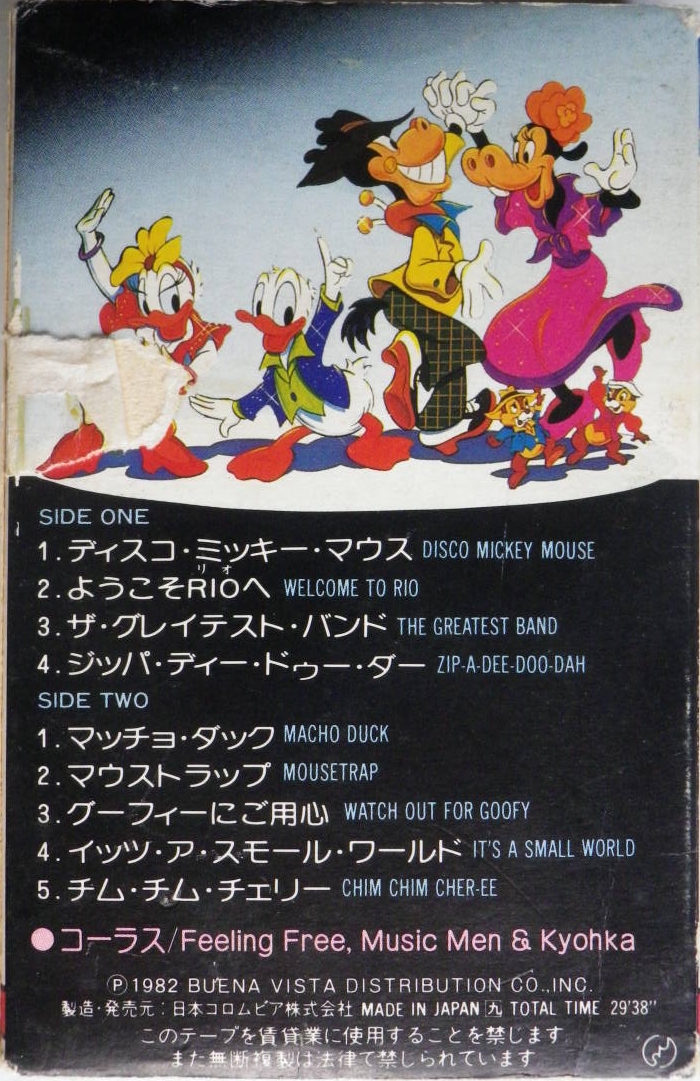 SIDE ONE
1. ディスコ・ミッキー・マウス DISCO MICKEY MOUSE
リオ
2. ようこそRIOへ WELCOME TO RIO
3. ザ・グレイテスト・バンド THE GREATEST BAND
4. ジッパ・ディー・ドゥー・ダー ZIP-A-DEE-DOO-DAH
SIDE TWO
1. マッチョ・ダック MACHO DUCK
2. マウストラップ MOUSETRAP
3. グーフィーにご用心 WATCH OUT FOR GOOFY
4. イッツ・ア・スモール・ワールド IT'S A SMALL WORLD
5. チム・チム・チェリー CHIM CHIM CHER-EE
●コーラス/Feeling Free, Music Men & Kyohka
Ⓟ1982 BUENA VISTA DISTRIBUTION CO.,INC.
製造・発売元：日本コロムビア株式会社 MADE IN JAPAN 九 TOTAL TIME 29'38"
このテープを賃貸業に使用することを禁じます
また無断複製は法律で禁じられています